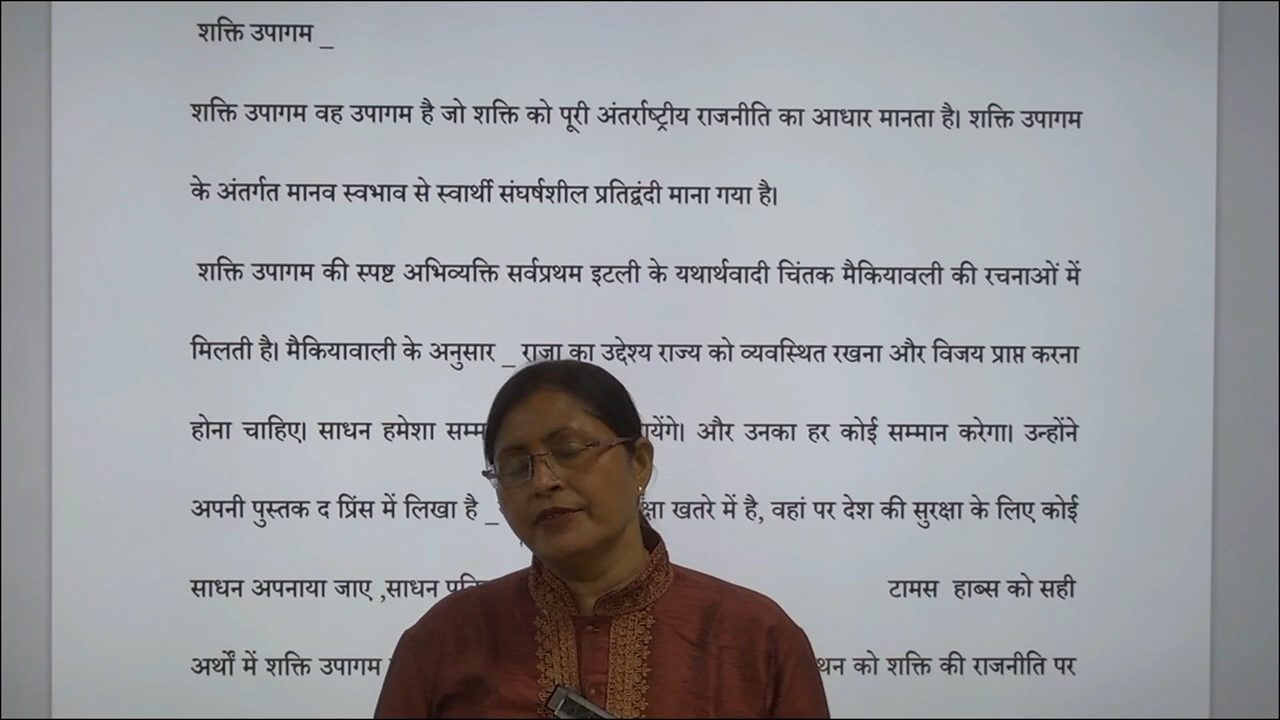 शक्ति उपागम _
शक्ति उपागम वह उपागम है जो शक्ति को पूरी अंतर्राष्ट्रीय राजनीति का आधार मानता है। शक्ति उपागम
के अंतर्गत मानव स्वभाव से स्वार्थी संघर्षशील प्रतिद्वंदी माना गया है।
शक्ति उपागम की स्पष्ट अभिव्यक्ति सर्वप्रथम इटली के यथार्थवादी चिंतक मैकियावली की रचनाओं में
मिलती है। मैकियावाली के अनुसार _ राजा का उद्देश्य राज्य को व्यवस्थित रखना और विजय प्राप्त करना
होना चाहिए। साधन हमेशा और उनका हर कोई सम्मान करेगा। उन्होंने
अपनी पुस्तक द प्रिंस में लिखा है _ खतरे में है, वहां पर देश की सुरक्षा के लिए कोई
साधन अपनाया जाए ,साधन टामस हाब्स को सही
अर्थों में शक्ति उपागम को शक्ति की राजनीति पर